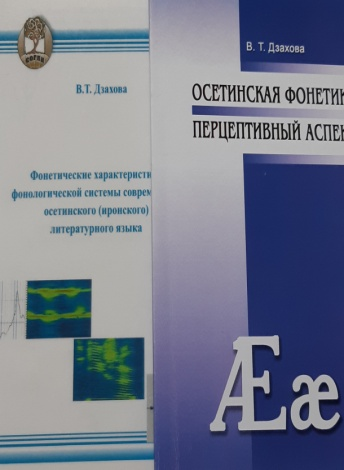 В.Т. Дзахова
Фонетические характеристи
фонологической системы соврем
осетинского (иронского)
литературного языка
В. Т. Дзахова
ОСЕТИНСКАЯ ФОНЕТИК
ПЕРЦЕПТИВНЫЙ АСПЕК
Ææ